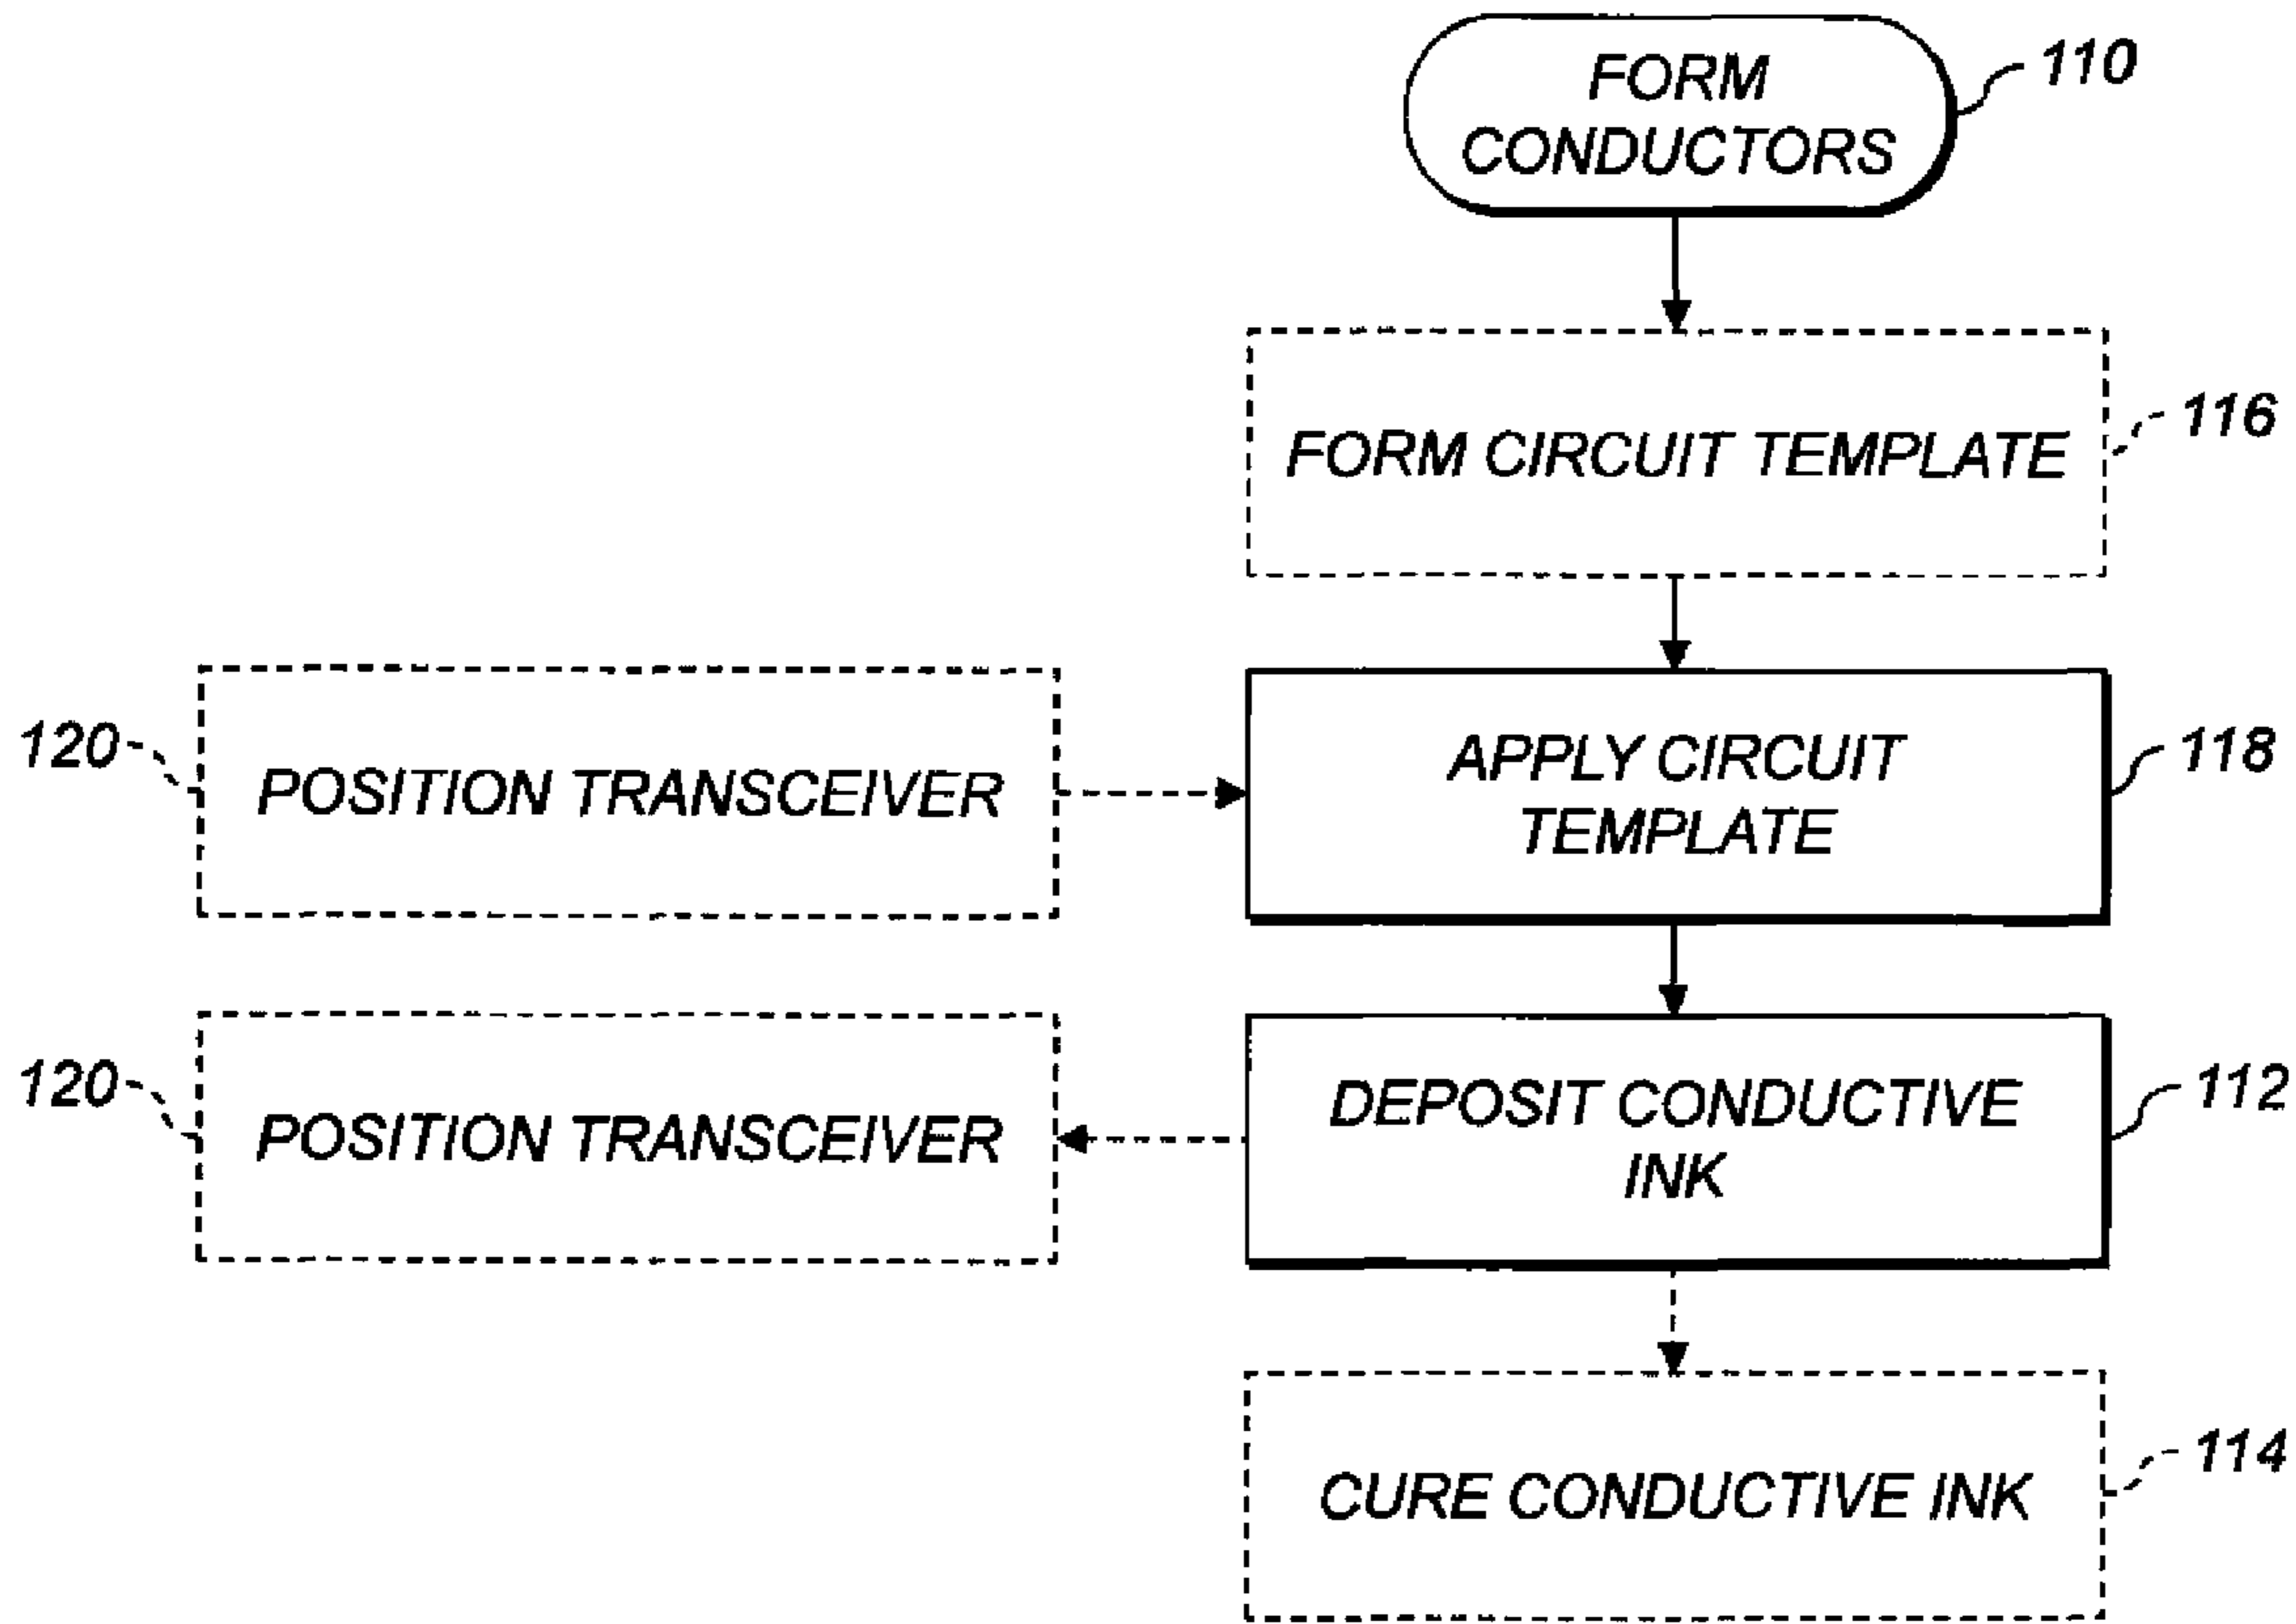 FORM
CONDUCTORS
110
FORM CIRCUIT TEMPLATE
116
120
POSITION TRANSCEIVER
APPLY CIRCUIT
TEMPLATE
118
120
POSITION TRANSCEIVER
DEPOSIT CONDUCTIVE
INK
112
CURE CONDUCTIVE INK
114